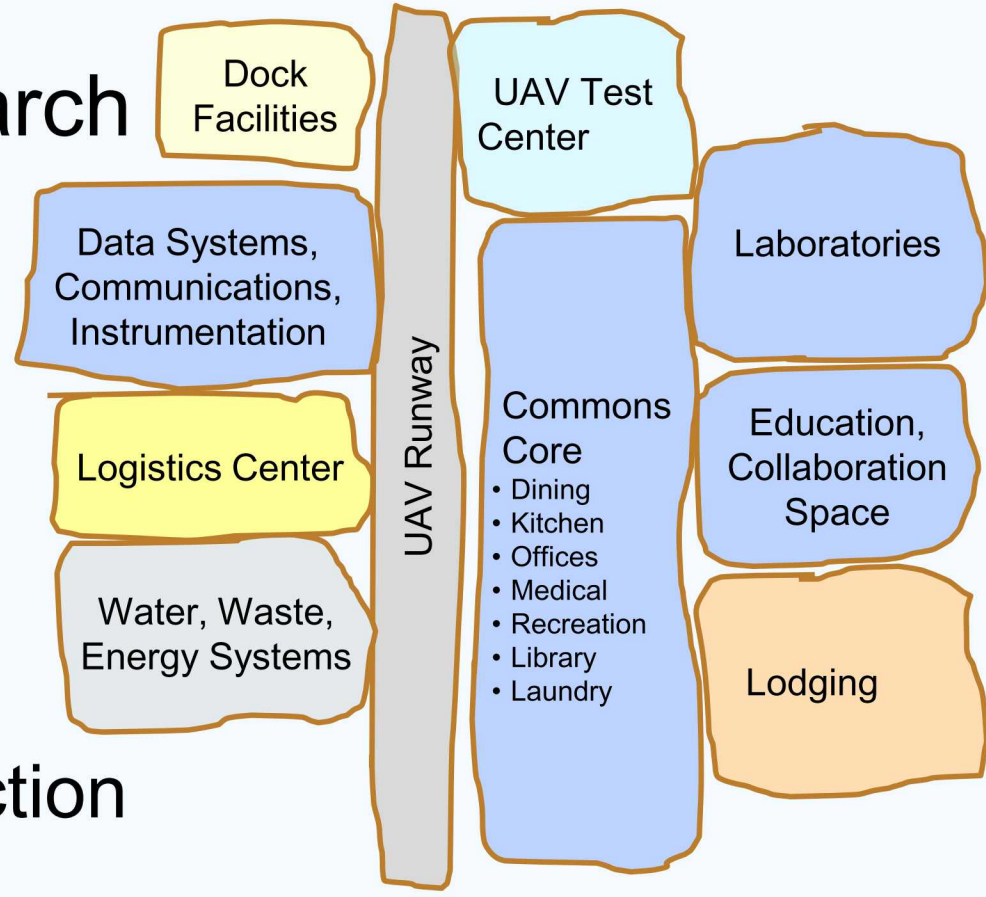 arch
Dock
Facilities
UAV Test
Center
Data Systems,
Communications,
Instrumentation
Laboratories
UAV Runway
Commons
Core
• Dining
• Kitchen
• Offices
• Medical
• Recreation
• Library
• Laundry
Education,
Collaboration
Space
Logistics Center
Water, Waste,
Energy Systems
Lodging
ction